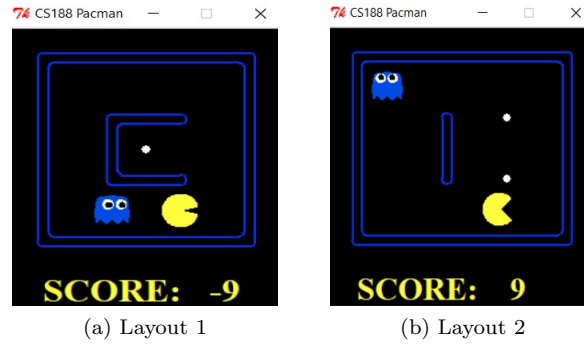 CS188 Pacman
SCORE: -9
(a) Layout 1
CS188 Pacman
SCORE: 9
(b) Layout 2